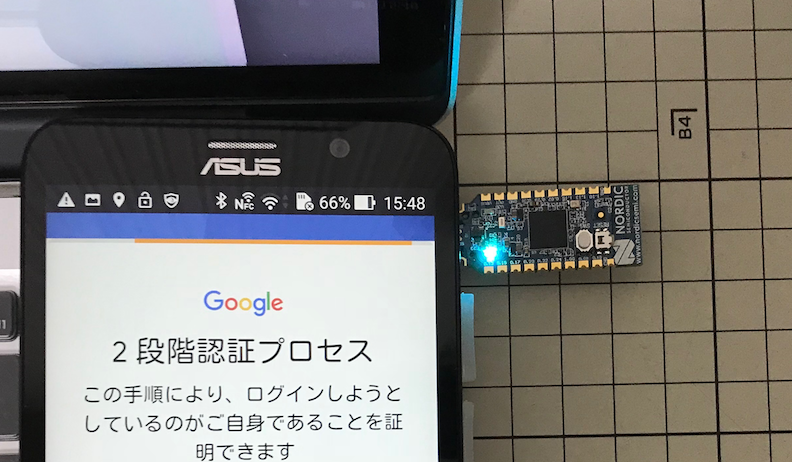 ASUS
NFC
66%
15:48
Google
2 段階認証プロセス
この手順により、ログインしようと
しているのがご自身であることを証
明できます
B4
NORDIC
SEMICONDUCTOR
www.nordicsemi.com